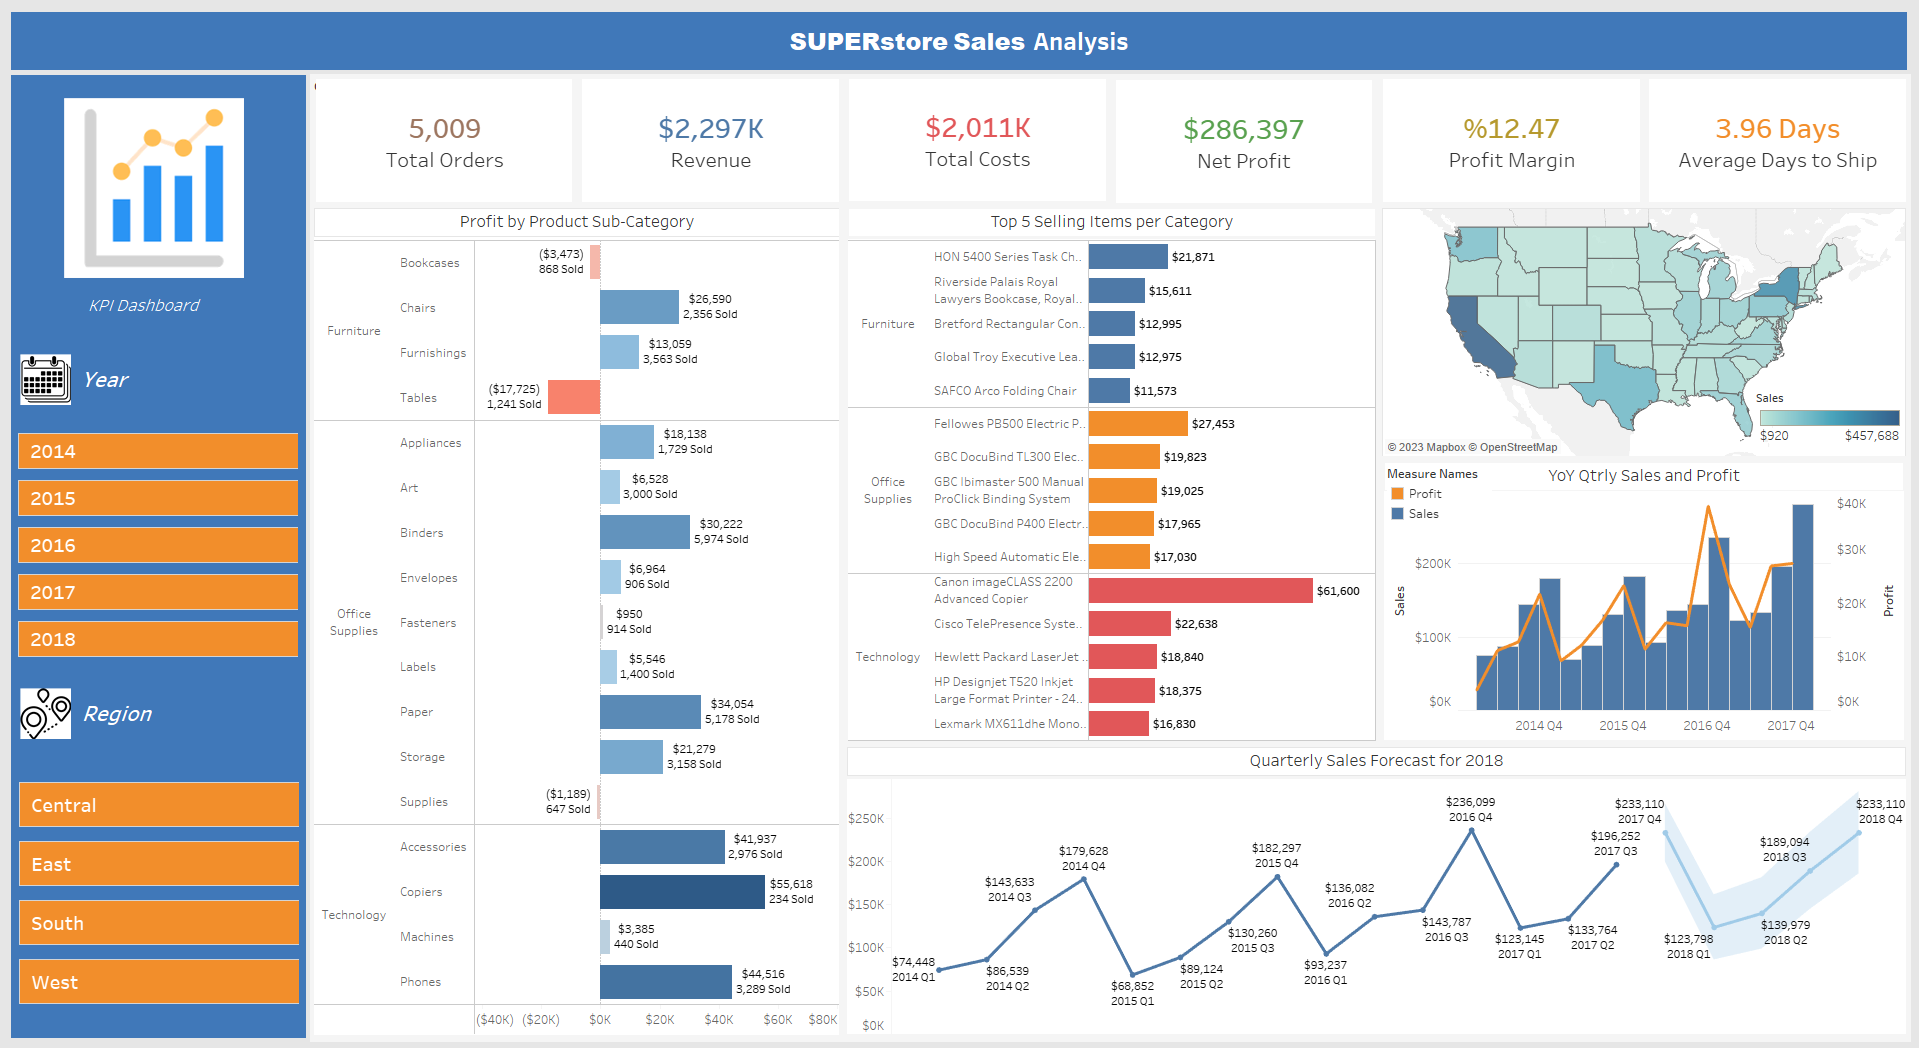 SUPERstore Sales Analysis
KPI Dashboard
Year
2014
2015
2016
2017
2018
Region
Central
East
South
West
5,009
Total Orders
$2,297K
Revenue
$2,011K
Total Costs
$286,397
Net Profit
%12.47
Profit Margin
3.96 Days
Average Days to Ship
Profit by Product Sub-Category
Furniture
Bookcases
($3,473)
868 Sold
Chairs
$26,590
2,356 Sold
Furnishings
$13,059
3,563 Sold
Tables
($17,725)
1,241 Sold
Office
Supplies
Appliances
$18,138
1,729 Sold
Art
$6,528
3,000 Sold
Binders
$30,222
5,974 Sold
Envelopes
$6,964
906 Sold
Fasteners
$950
914 Sold
Labels
$5,546
1,400 Sold
Paper
$34,054
5,178 Sold
Storage
$21,279
3,158 Sold
Supplies
($1,189)
647 Sold
Technology
Accessories
$41,937
2,976 Sold
Copiers
$55,618
234 Sold
Machines
$3,385
440 Sold
Phones
$44,516
3,289 Sold
($40K) ($20K) $0K $20K $40K $60K $80K
Top 5 Selling Items per Category
Furniture
HON 5400 Series Task Ch.. $21,871
Riverside Palais Royal
Lawyers Bookcase, Royal.. $15,611
Bretford Rectangular Con.. $12,995
Global Troy Executive Lea.. $12,975
SAFCO Arco Folding Chair $11,573
Office
Supplies
Fellowes PB500 Electric P.. $27,453
GBC DocuBind TL300 Elec.. $19,823
GBC Ibimaster 500 Manual
ProClick Binding System $19,025
GBC DocuBind P400 Electr.. $17,965
High Speed Automatic Ele.. $17,030
Technology
Canon imageCLASS 2200
Advanced Copier $61,600
Cisco TelePresence Syste.. $22,638
Hewlett Packard LaserJet .. $18,840
HP Designjet T520 Inkjet
Large Format Printer - 24.. $18,375
Lexmark MX611dhe Mono.. $16,830
Sales
$920 $457,688
© 2023 Mapbox © OpenStreetMap
Measure Names
Profit
Sales
YoY Qtrly Sales and Profit
Sales
$200K
$100K
$0K
$40K
$30K
$20K
$10K
$0K
Profit
2014 Q4 2015 Q4 2016 Q4 2017 Q4
Quarterly Sales Forecast for 2018
$250K
$200K
$150K
$100K
$50K
$0K
$74,448
2014 Q1
$86,539
2014 Q2
$143,633
2014 Q3
$179,628
2014 Q4
$68,852
2015 Q1
$89,124
2015 Q2
$130,260
2015 Q3
$182,297
2015 Q4
$93,237
2016 Q1
$136,082
2016 Q2
$143,787
2016 Q3
$236,099
2016 Q4
$123,145
2017 Q1
$133,764
2017 Q2
$196,252
2017 Q3
$233,110
2017 Q4
$123,798
2018 Q1
$139,979
2018 Q2
$189,094
2018 Q3
$233,110
2018 Q4